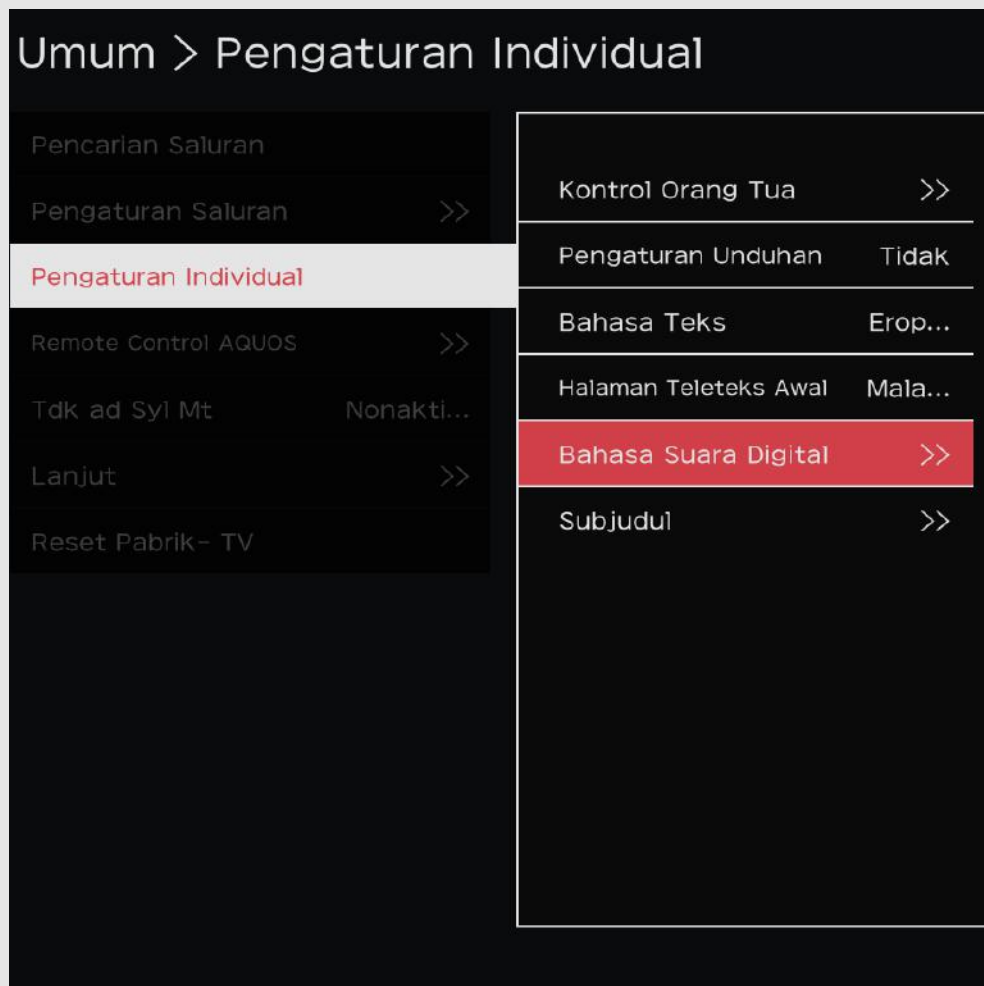 Umum > Pengaturan Individual
Pencarian Saluran
Pengaturan Saluran >>
Pengaturan Individual
Remote Control AQUOS >>
Tdk ad Syl Mt Nonakti...
Lanjut >>
Reset Pabrik- TV
Kontrol Orang Tua >>
Pengaturan Unduhan Tidak
Bahasa Teks Erop...
Halaman Teleteks Awal Mala...
Bahasa Suara Digital >>
Subjudul >>